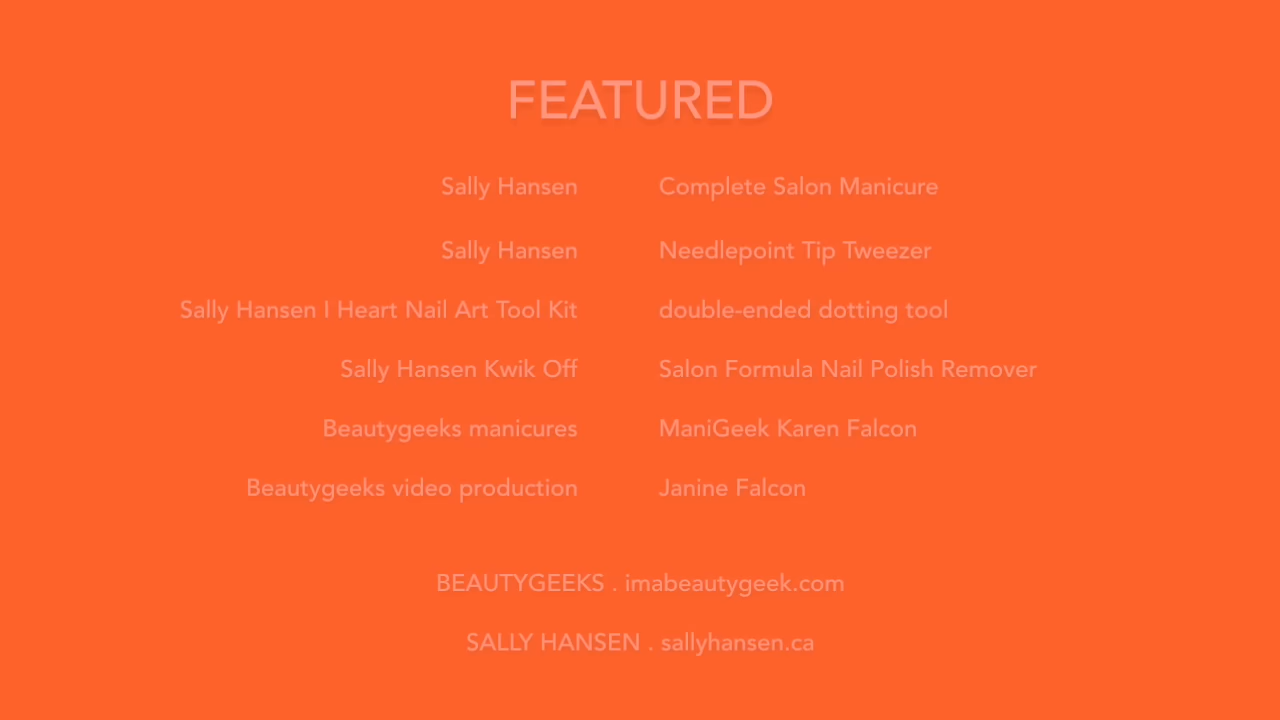 FEATURED
Sally Hansen Complete Salon Manicure
Sally Hansen Needlepoint Tip Tweezer
Sally Hansen I Heart Nail Art Tool Kit double-ended dotting tool
Sally Hansen Kwik Off Salon Formula Nail Polish Remover
Beautygeeks manicures ManiGeek Karen Falcon
Beautygeeks video production Janine Falcon
BEAUTYGEEKS . imabeautygeek.com
SALLY HANSEN . sallyhansen.ca